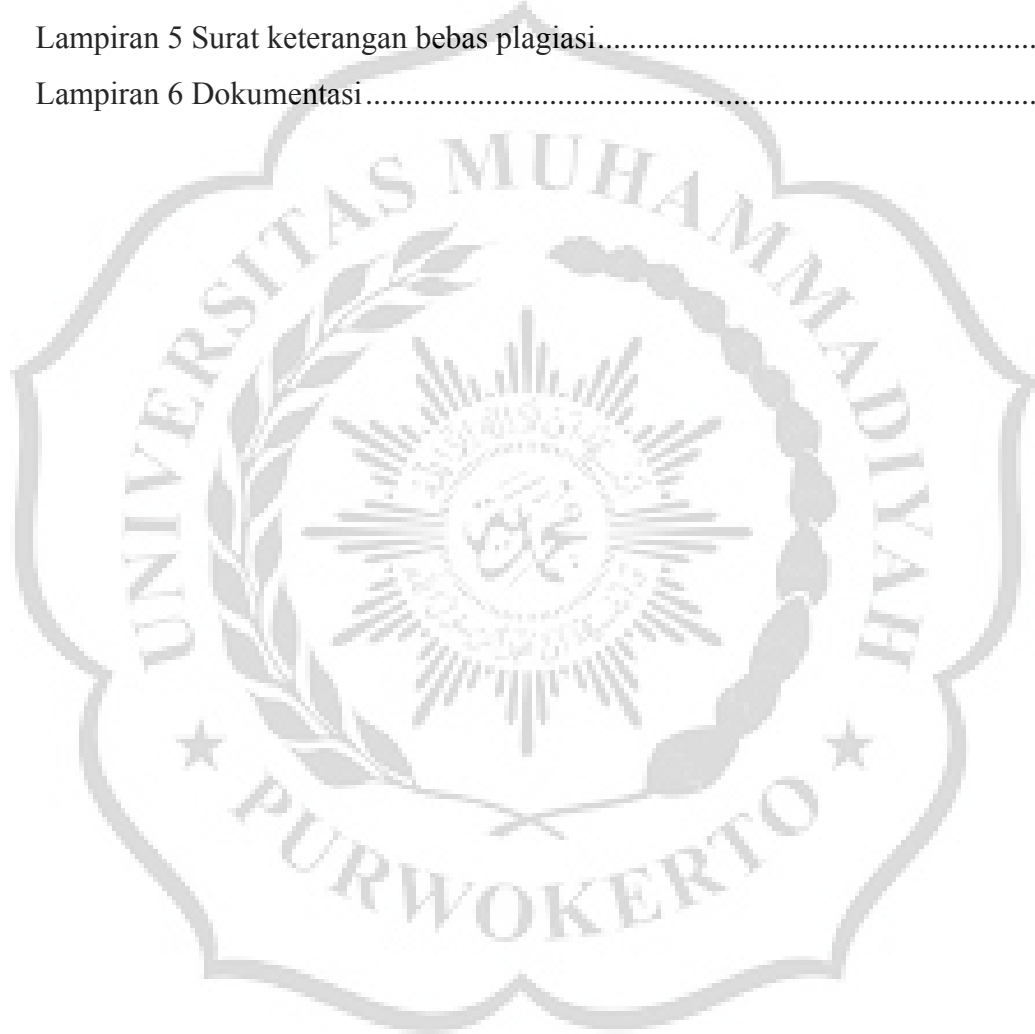 Lampiran 5 Surat keterangan bebas plagiasi........................................................
Lampiran 6 Dokumentasi.....................................................................................
UNIVERSITAS MUHAMMADIYAH
★ PURWOKERTO ★